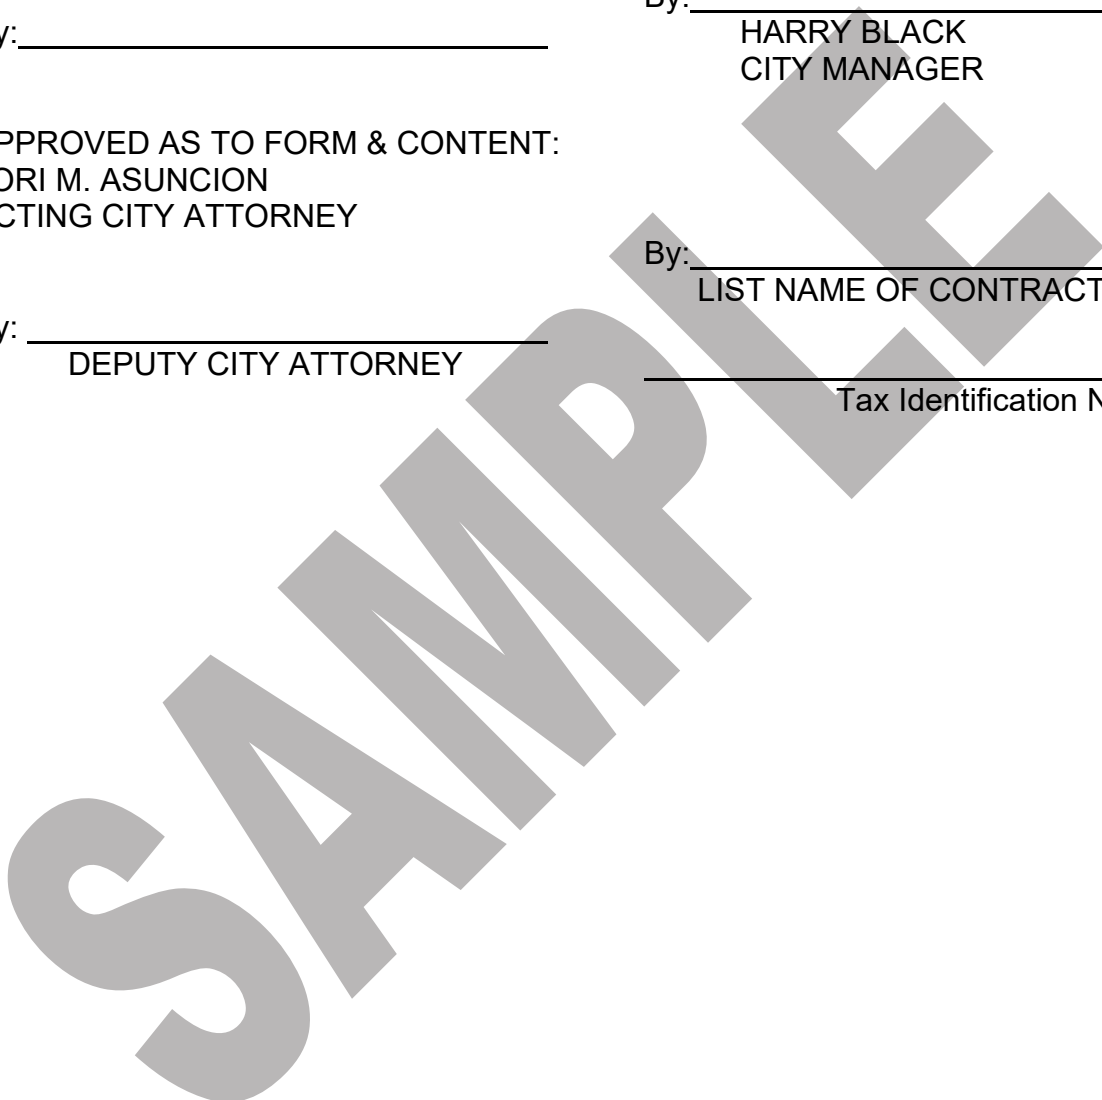 By:
y:
HARRY BLACK
CITY MANAGER
PPROVED AS TO FORM & CONTENT:
ORI M. ASUNCION
CTING CITY ATTORNEY
By:
LIST NAME OF CONTRACT
y:
DEPUTY CITY ATTORNEY
Tax Identification N
SAMPLE